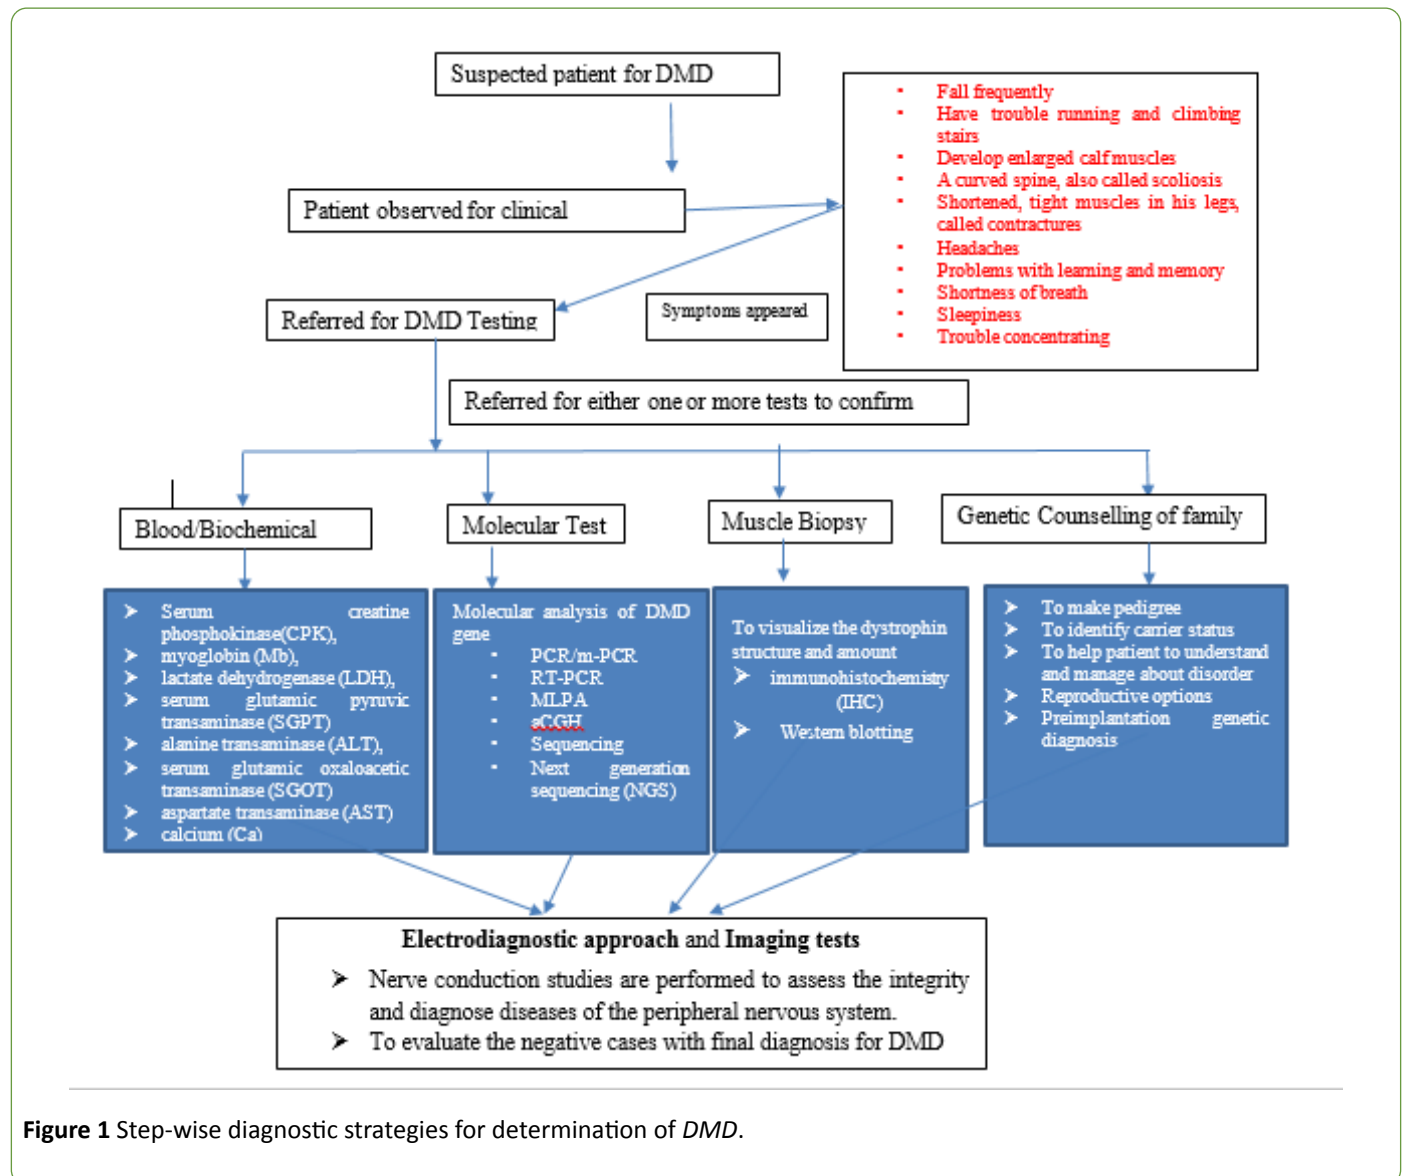 Suspected patient for DMD
▪ Fall frequently
▪ Have trouble running and climbing
stairs
▪ Develop enlarged calf muscles
▪ A curved spine, also called scoliosis
▪ Shortened, tight muscles in his legs,
called contractures
▪ Headaches
▪ Problems with learning and memory
▪ Shortness of breath
▪ Sleepiness
▪ Trouble concentrating
Patient observed for clinical
Symptoms appeared
Referred for DMD Testing
Referred for either one or more tests to confirm
Blood/Biochemical
Molecular Test
Muscle Biopsy
Genetic Counselling of family
➤ Serum creatine
phosphokinase(CPK),
➤ myoglobin (Mb),
➤ lactate dehydrogenase (LDH),
➤ serum glutamic pyruvic
transaminase (SGPT)
➤ alanine transaminase (ALT),
➤ serum glutamic oxaloacetic
transaminase (SGOT)
➤ aspartate transaminase (AST)
➤ calcium (Ca)
Molecular analysis of DMD
gene
▪ PCR/m-PCR
▪ RT-PCR
▪ MLPA
▪ aCGH
▪ Sequencing
▪ Next generation
sequencing (NGS)
To visualize the dystrophin
structure and amount
➤ immunohistochemistry
(IHC)
➤ Western blotting
➤ To make pedigree
➤ To identify carrier status
➤ To help patient to understand
and manage about disorder
➤ Reproductive options
➤ Preimplantation genetic
diagnosis
Electrodiagnostic approach and Imaging tests
➤ Nerve conduction studies are performed to assess the integrity
and diagnose diseases of the peripheral nervous system.
➤ To evaluate the negative cases with final diagnosis for DMD
Figure 1 Step-wise diagnostic strategies for determination of DMD.